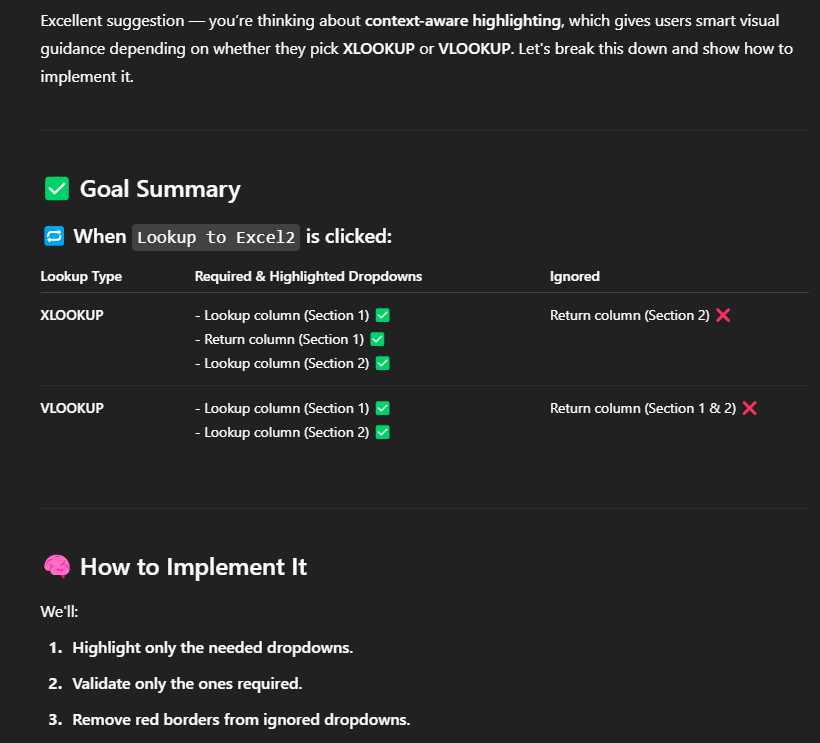 Excellent suggestion — you're thinking about context-aware highlighting, which gives users smart visual
guidance depending on whether they pick XLOOKUP or VLOOKUP. Let's break this down and show how to
implement it.
✅ Goal Summary
🔁 When Lookup to Excel2 is clicked:
Lookup Type Required & Highlighted Dropdowns Ignored
XLOOKUP - Lookup column (Section 1) ✅ Return column (Section 2) ❌
- Return column (Section 1) ✅
- Lookup column (Section 2) ✅
VLOOKUP - Lookup column (Section 1) ✅ Return column (Section 1 & 2) ❌
- Lookup column (Section 2) ✅
🧠 How to Implement It
We'll:
1. Highlight only the needed dropdowns.
2. Validate only the ones required.
3. Remove red borders from ignored dropdowns.